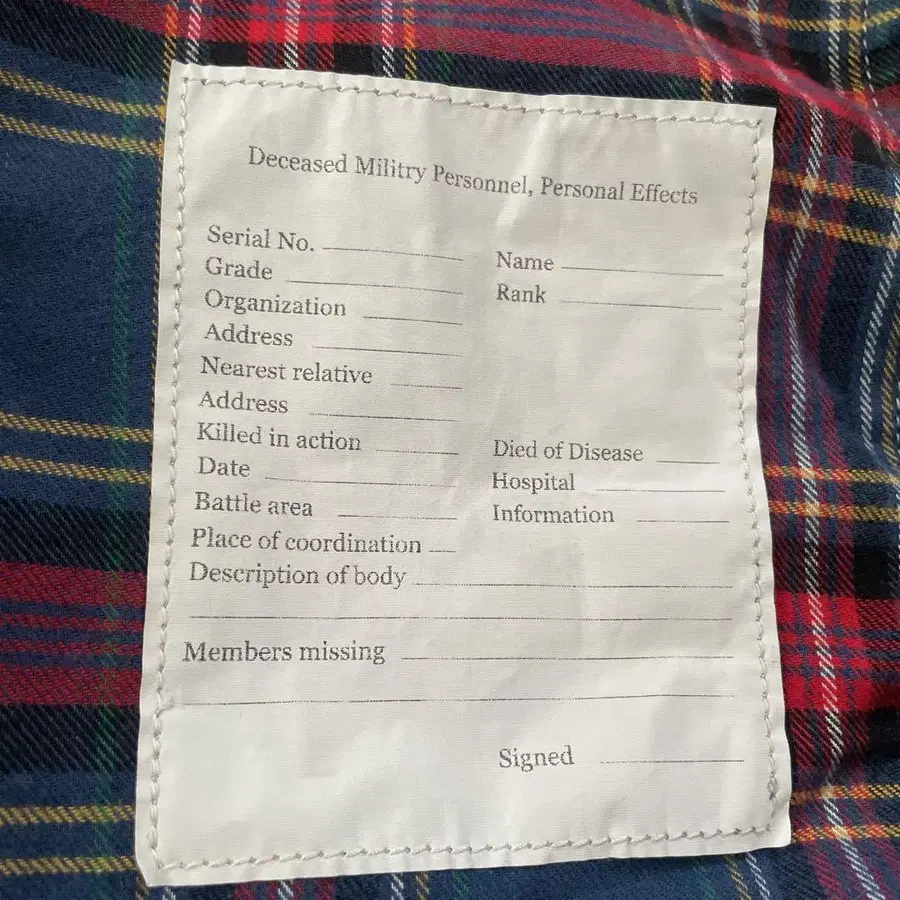 Deceased Militry Personnel, Personal Effects
Serial No.
Name
Grade
Rank
Organization
Address
Nearest relative
Address
Killed in action
Died of Disease
Date
Hospital
Battle area
Information
Place of coordination
Description of body
Members missing
Signed